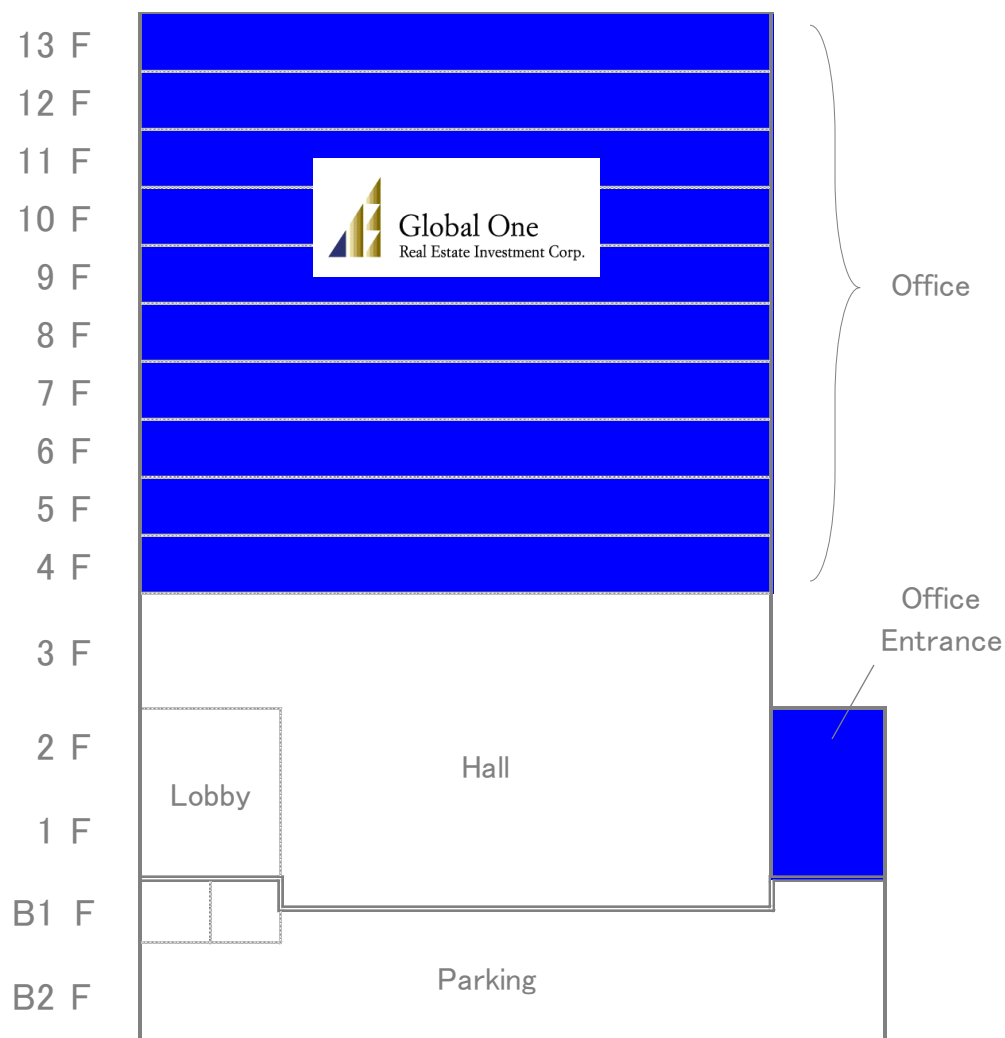 13 F
12 F
11 F
10 F
9 F
8 F
7 F
6 F
5 F
4 F
3 F
2 F
1 F
B1 F
B2 F
Global One
Real Estate Investment Corp.
Office
Office
Entrance
Hall
Lobby
Parking